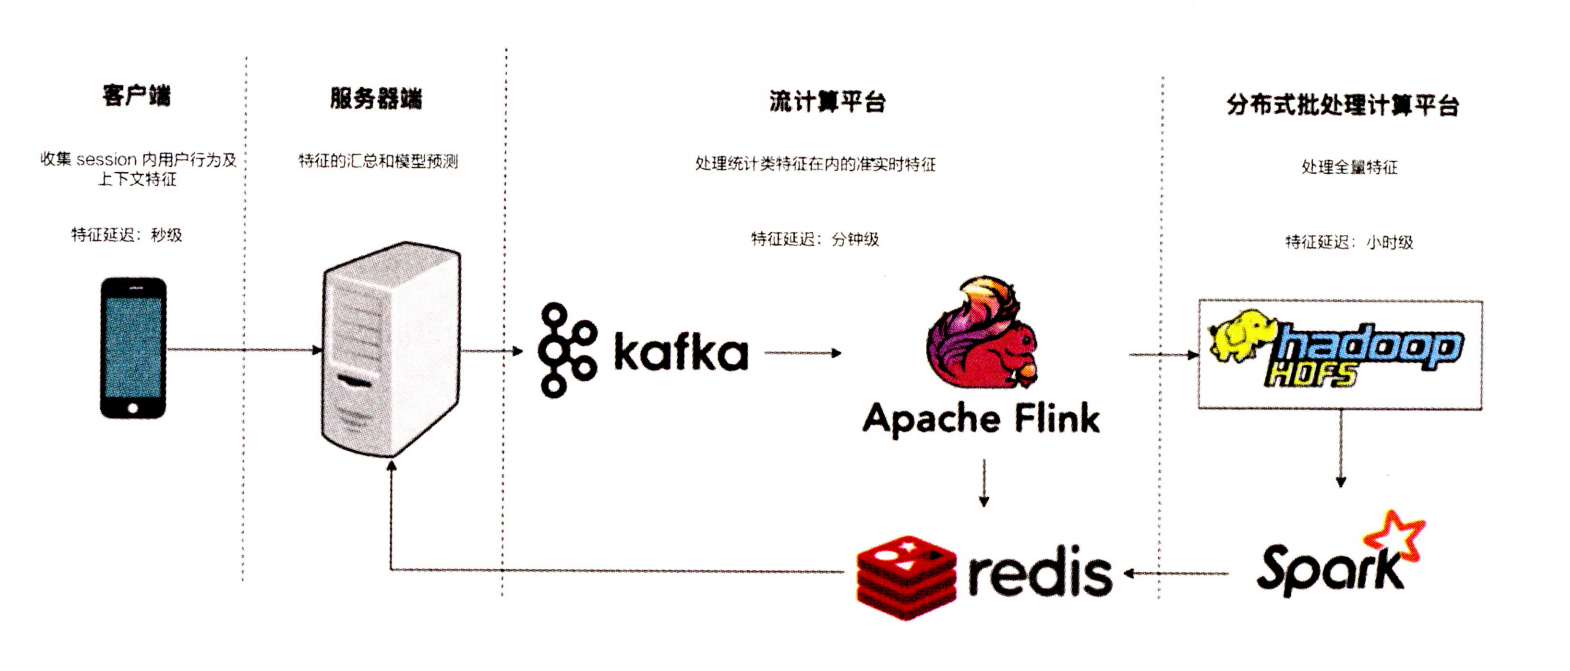 客户端
收集 session 内用户行为及
上下文特征
特征延迟：秒级
服务器端
特征的汇总和模型预测
流计算平台
处理统计类特征在内的准实时特征
特征延迟：分钟级
分布式批处理计算平台
处理全量特征
特征延迟：小时级
kafka
Apache Flink
hadoop
HDFS
redis
Spark